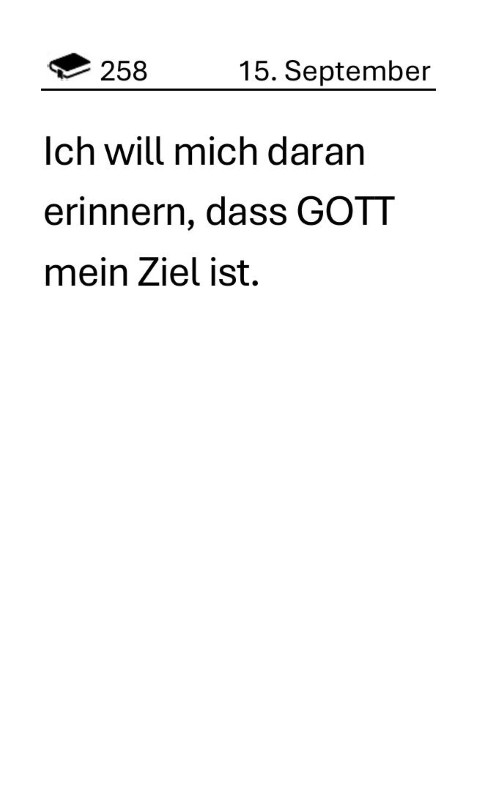 258 15. September
Ich will mich daran
erinnern, dass GOTT
mein Ziel ist.